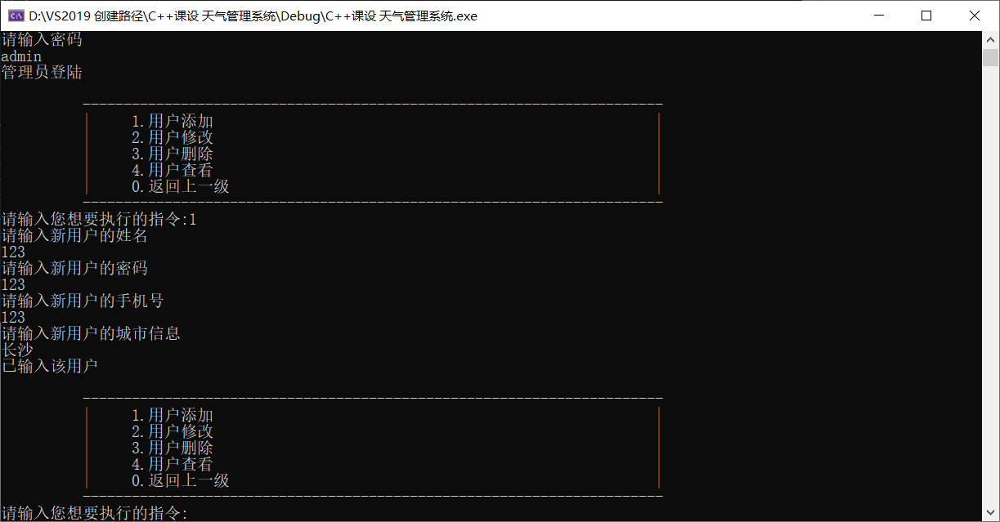 D:\VS2019 创建路径\C++课设 天气管理系统\Debug\C++课设 天气管理系统.exe
请输入密码
admin
管理员登陆
1.用户添加
2.用户修改
3.用户删除
4.用户查看
0.返回上一级
请输入您想要执行的指令:1
请输入新用户的姓名
123
请输入新用户的密码
123
请输入新用户的手机号
123
请输入新用户的城市信息
长沙
已输入该用户
1.用户添加
2.用户修改
3.用户删除
4.用户查看
0.返回上一级
请输入您想要执行的指令: